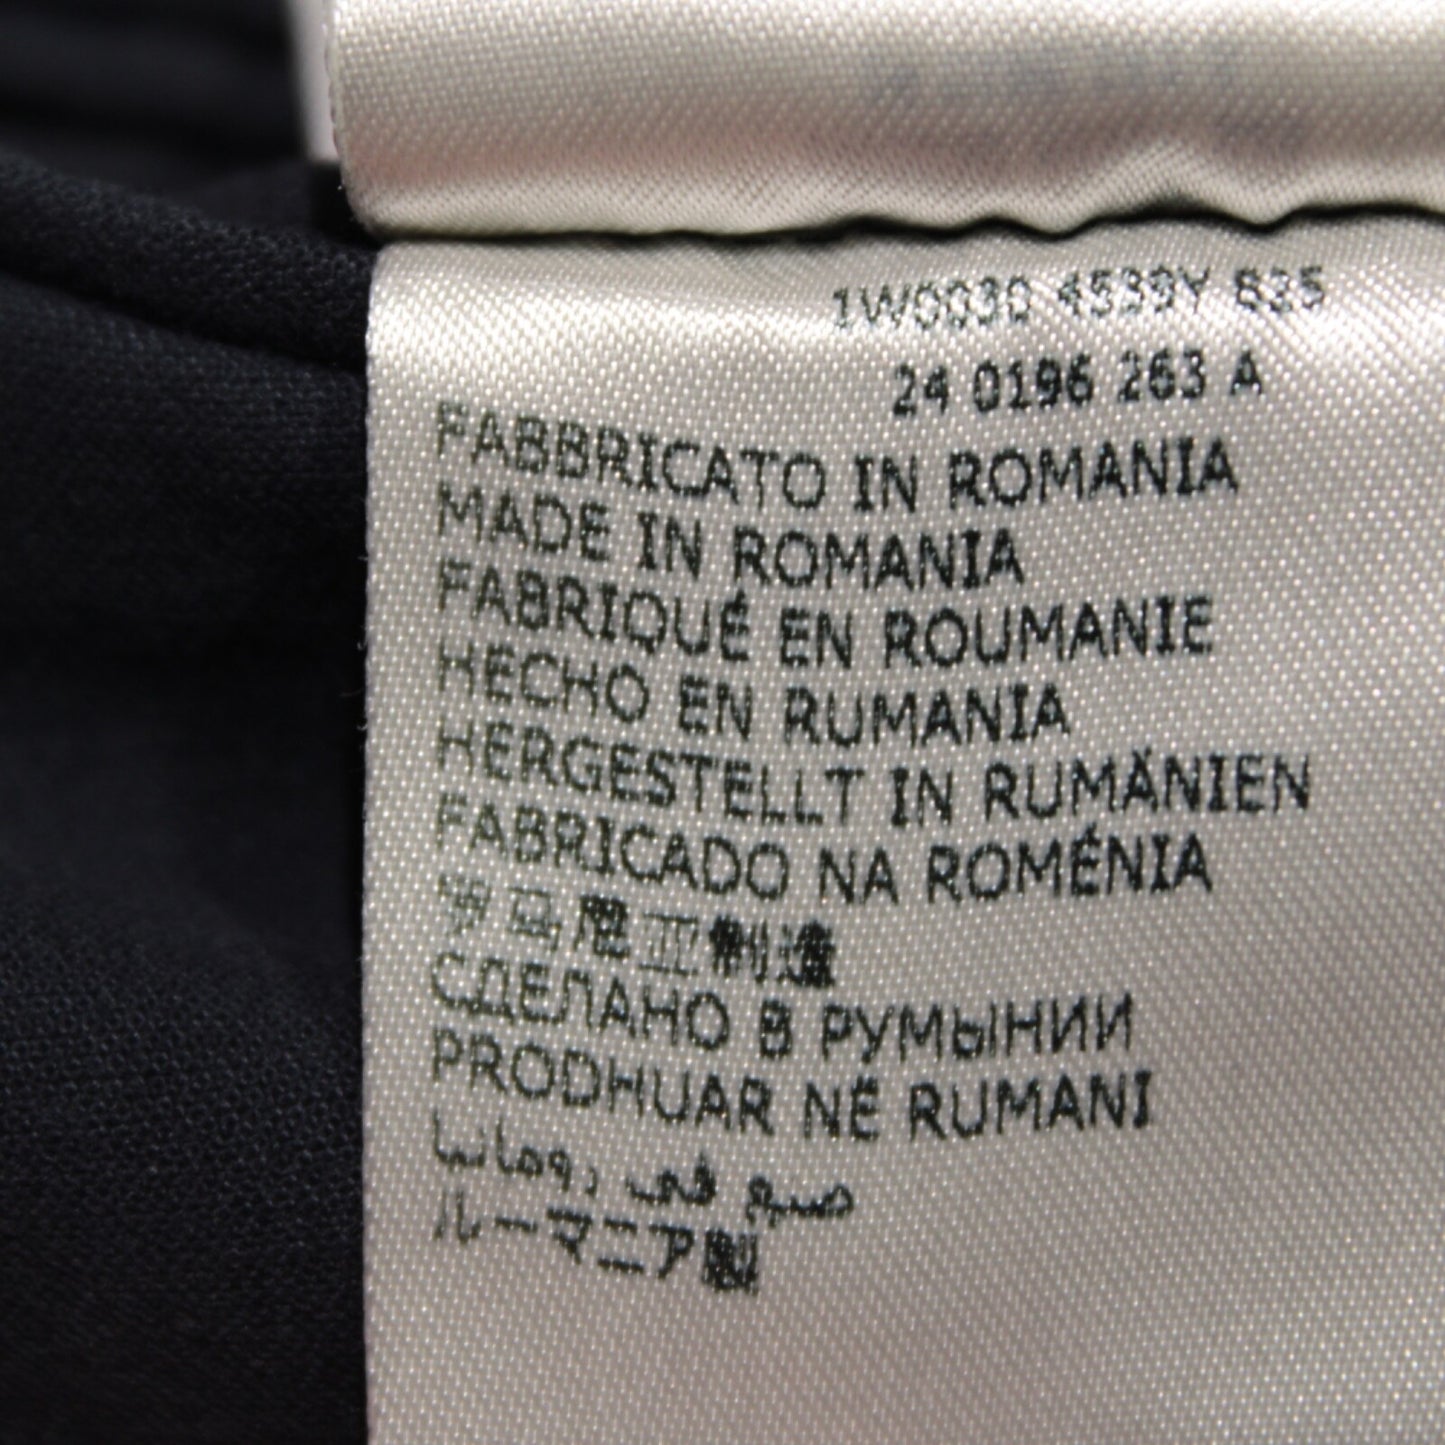 1W0030 4539Y 825
24 0196 263 A
FABBRICATO IN ROMANIA
MADE IN ROMANIA
FABRIQUÉ EN ROUMANIE
HECHO EN RUMANIA
HERGESTELLT IN RUMÄNIEN
FABRICADO NA ROMÉNIA
罗马尼亚制造
СДЕЛАНО В РУМЫНИИ
PRODHUAR NË RUMANI
صنع في رومانيا
ルーマニア製